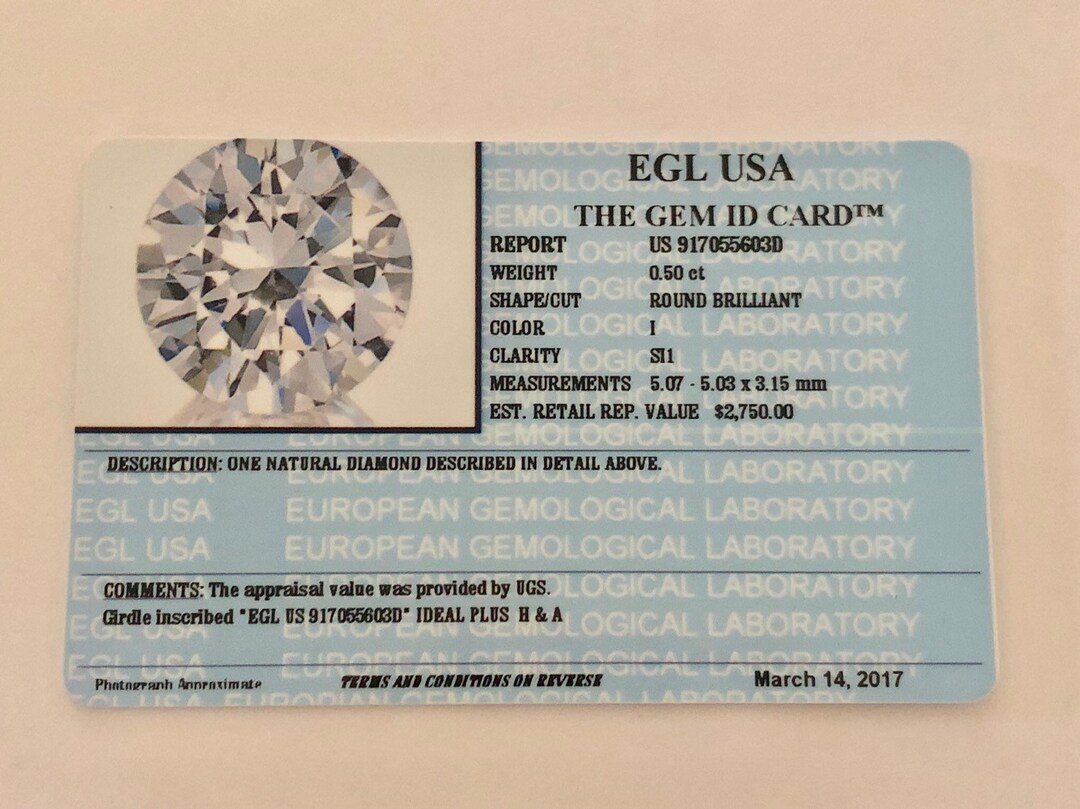 EGL USA
THE GEM ID CARD™
REPORT US 917055603D
WEIGHT 0.50 ct
SHAPE/CUT ROUND BRILLIANT
COLOR I
CLARITY SI1
MEASUREMENTS 5.07 - 5.03 x 3.15 mm
EST. RETAIL REP. VALUE $2,750.00
DESCRIPTION: ONE NATURAL DIAMOND DESCRIBED IN DETAIL ABOVE.
EGL USA EUROPEAN GEMOLOGICAL LABORATORY
EGL USA EUROPEAN GEMOLOGICAL LABORATORY
COMMENTS: The appraisal value was provided by UGS.
Girdle inscribed "EGL US 917055603D" IDEAL PLUS H & A
Photograph Approximate TERMS AND CONDITIONS ON REVERSE March 14, 2017